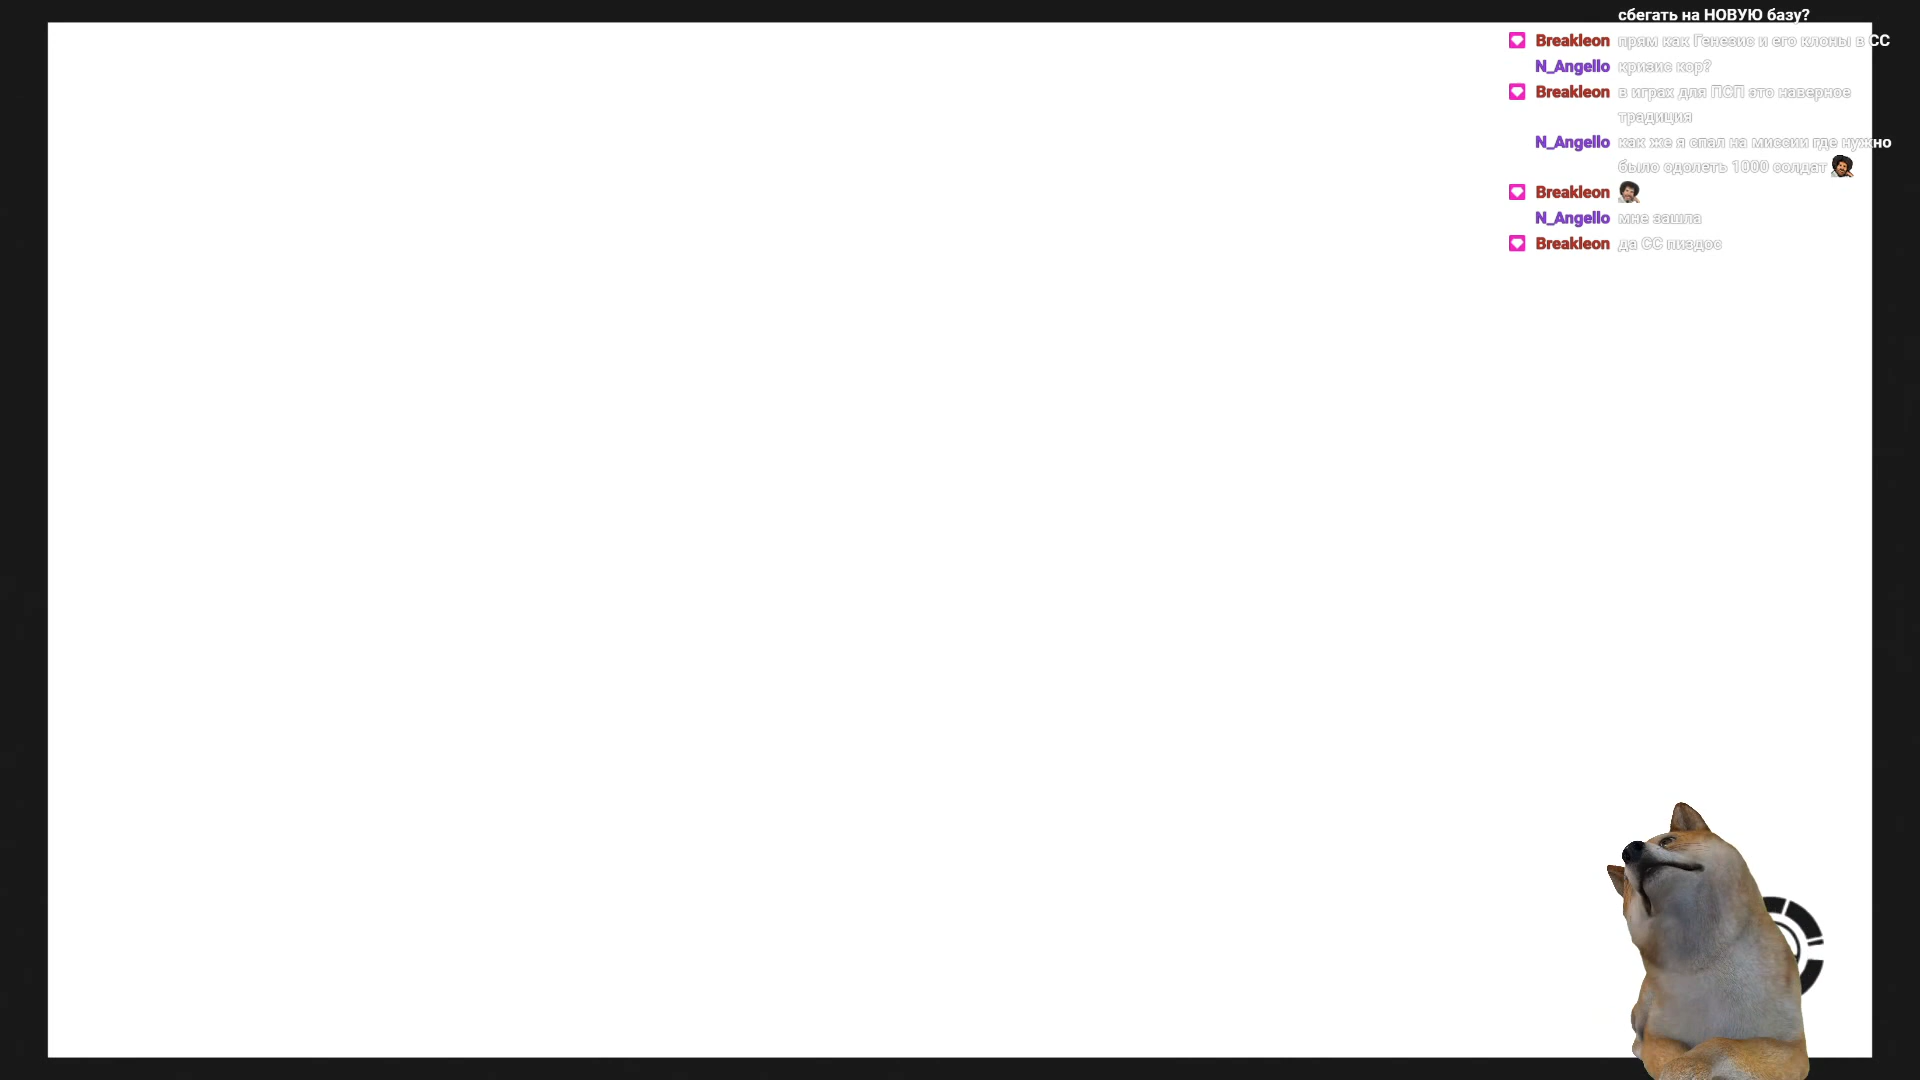 сбегать на НОВУЮ базу?
Breakleon прям как Генезис и его клоны в СС
N_Angello кризис кор?
Breakleon в играх для ПСП это наверное
традиция
N_Angello как же я спал на миссии где нужно
было одолеть 1000 солдат
Breakleon
N_Angello мне зашла
Breakleon да СС пиздос